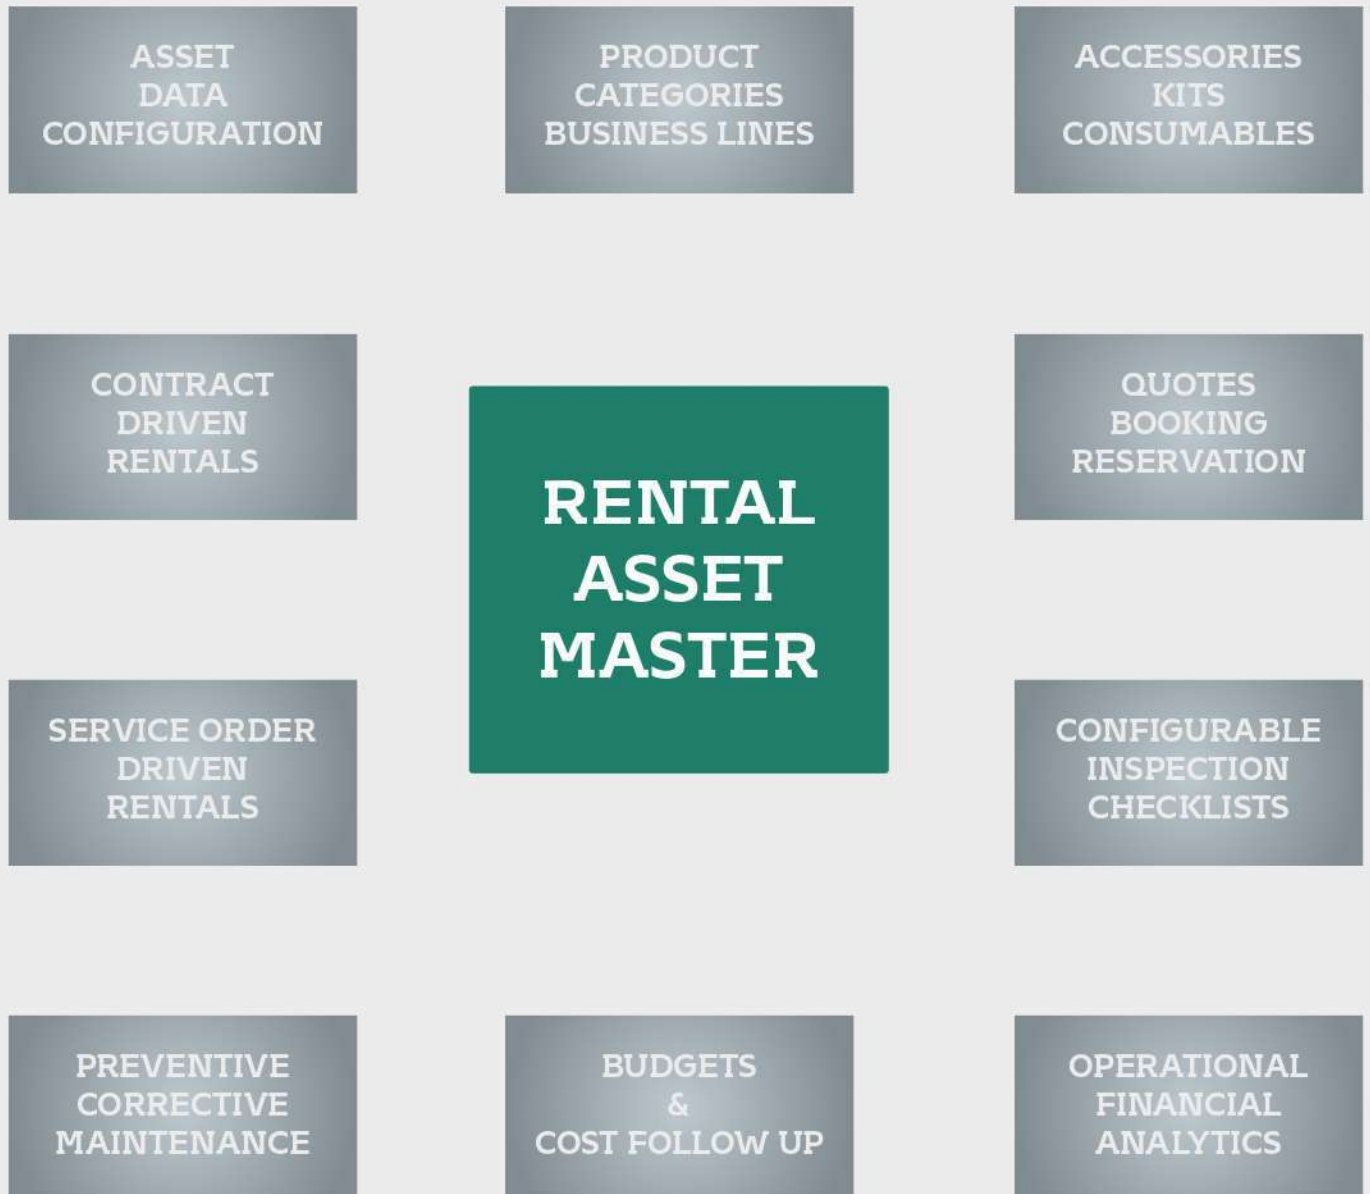 ASSET
DATA
CONFIGURATION
PRODUCT
CATEGORIES
BUSINESS LINES
ACCESSORIES
KITS
CONSUMABLES
CONTRACT
DRIVEN
RENTALS
RENTAL
ASSET
MASTER
QUOTES
BOOKING
RESERVATION
SERVICE ORDER
DRIVEN
RENTALS
CONFIGURABLE
INSPECTION
CHECKLISTS
PREVENTIVE
CORRECTIVE
MAINTENANCE
BUDGETS
&
COST FOLLOW UP
OPERATIONAL
FINANCIAL
ANALYTICS